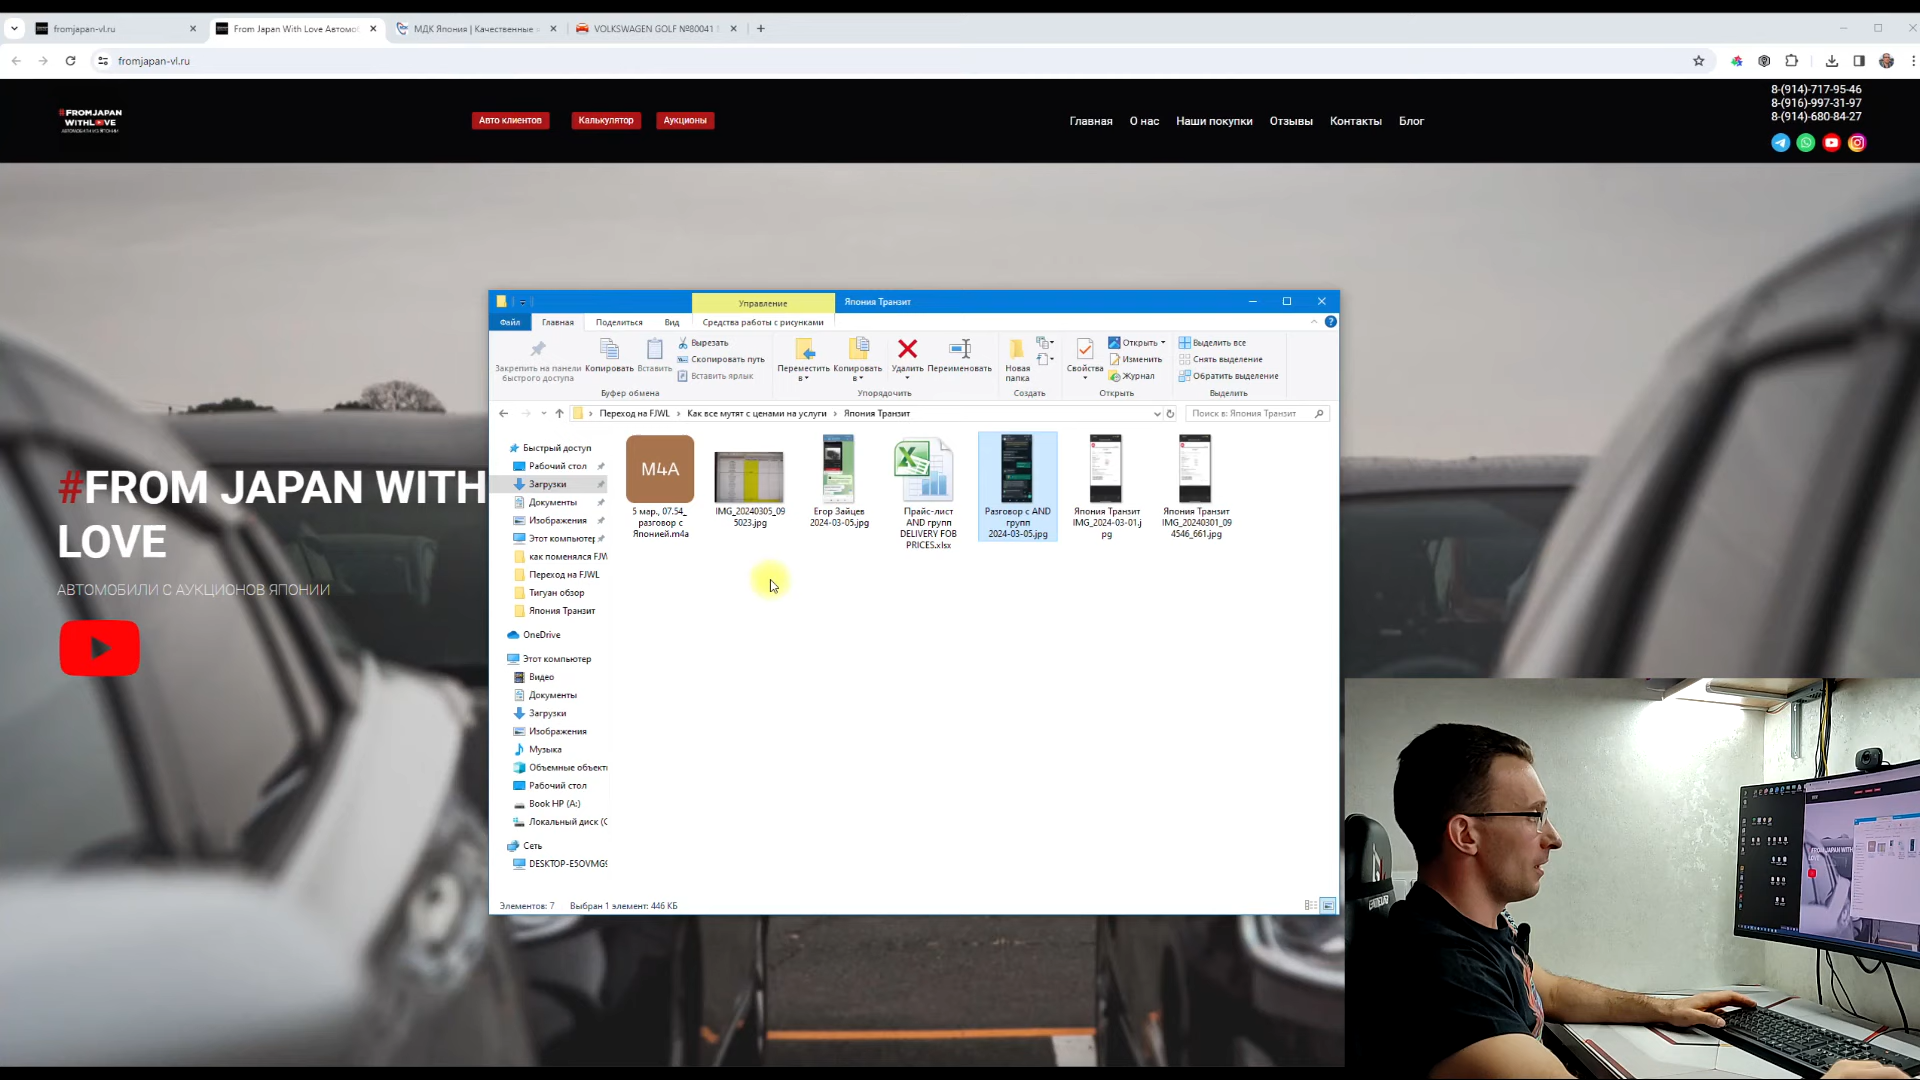 fromjapan-vl.ru
From Japan With Love Автомоб
МДК Япония | Качественные
VOLKSWAGEN GOLF №80041
fromjapan-vl.ru
#FROMJAPAN
WITHLOVE
АВТОМОБИЛИ ИЗ ЯПОНИИ
Авто клиентов
Калькулятор
Аукционы
Главная
О нас
Наши покупки
Отзывы
Контакты
Блог
8-(914)-717-95-46
8-(916)-997-31-97
8-(914)-680-84-27
#FROM JAPAN WITH
LOVE
АВТОМОБИЛИ С АУКЦИОНОВ ЯПОНИИ
Управление
Япония Транзит
Файл
Главная
Поделиться
Вид
Средства работы с рисунками
Закрепить на панели
быстрого доступа
Копировать
Вставить
Вырезать
Скопировать путь
Вставить ярлык
Буфер обмена
Переместить
в
Копировать
в
Удалить
Переименовать
Упорядочить
Новая
папка
Создать
Свойства
Открыть
Изменить
Журнал
Открыть
Выделить все
Снять выделение
Обратить выделение
Выделить
Переход на FJWL
Как все мутят с ценами на услуги
Япония Транзит
Поиск в: Япония Транзит
Быстрый доступ
Рабочий стол
Загрузки
Документы
Изображения
Этот компьютер
как поменялся FJW
Переход на FJWL
Тигуан обзор
Япония Транзит
OneDrive
Этот компьютер
Видео
Документы
Загрузки
Изображения
Музыка
Объемные объект
Рабочий стол
Book HP (A:)
Локальный диск (C
Сеть
DESKTOP-E5OVMG9
M4A
5 мар., 07.54_
разговор с
Японией.m4a
IMG_20240305_09
5023.jpg
Егор Зайцев
2024-03-05.jpg
Прайс-лист
AND групп
DELIVERY FOB
PRICES.xlsx
Разговор с AND
групп
2024-03-05.jpg
Япония Транзит
IMG_2024-03-01.j
pg
Япония Транзит
IMG_20240301_09
4546_661.jpg
Элементов: 7
Выбран 1 элемент: 446 КБ